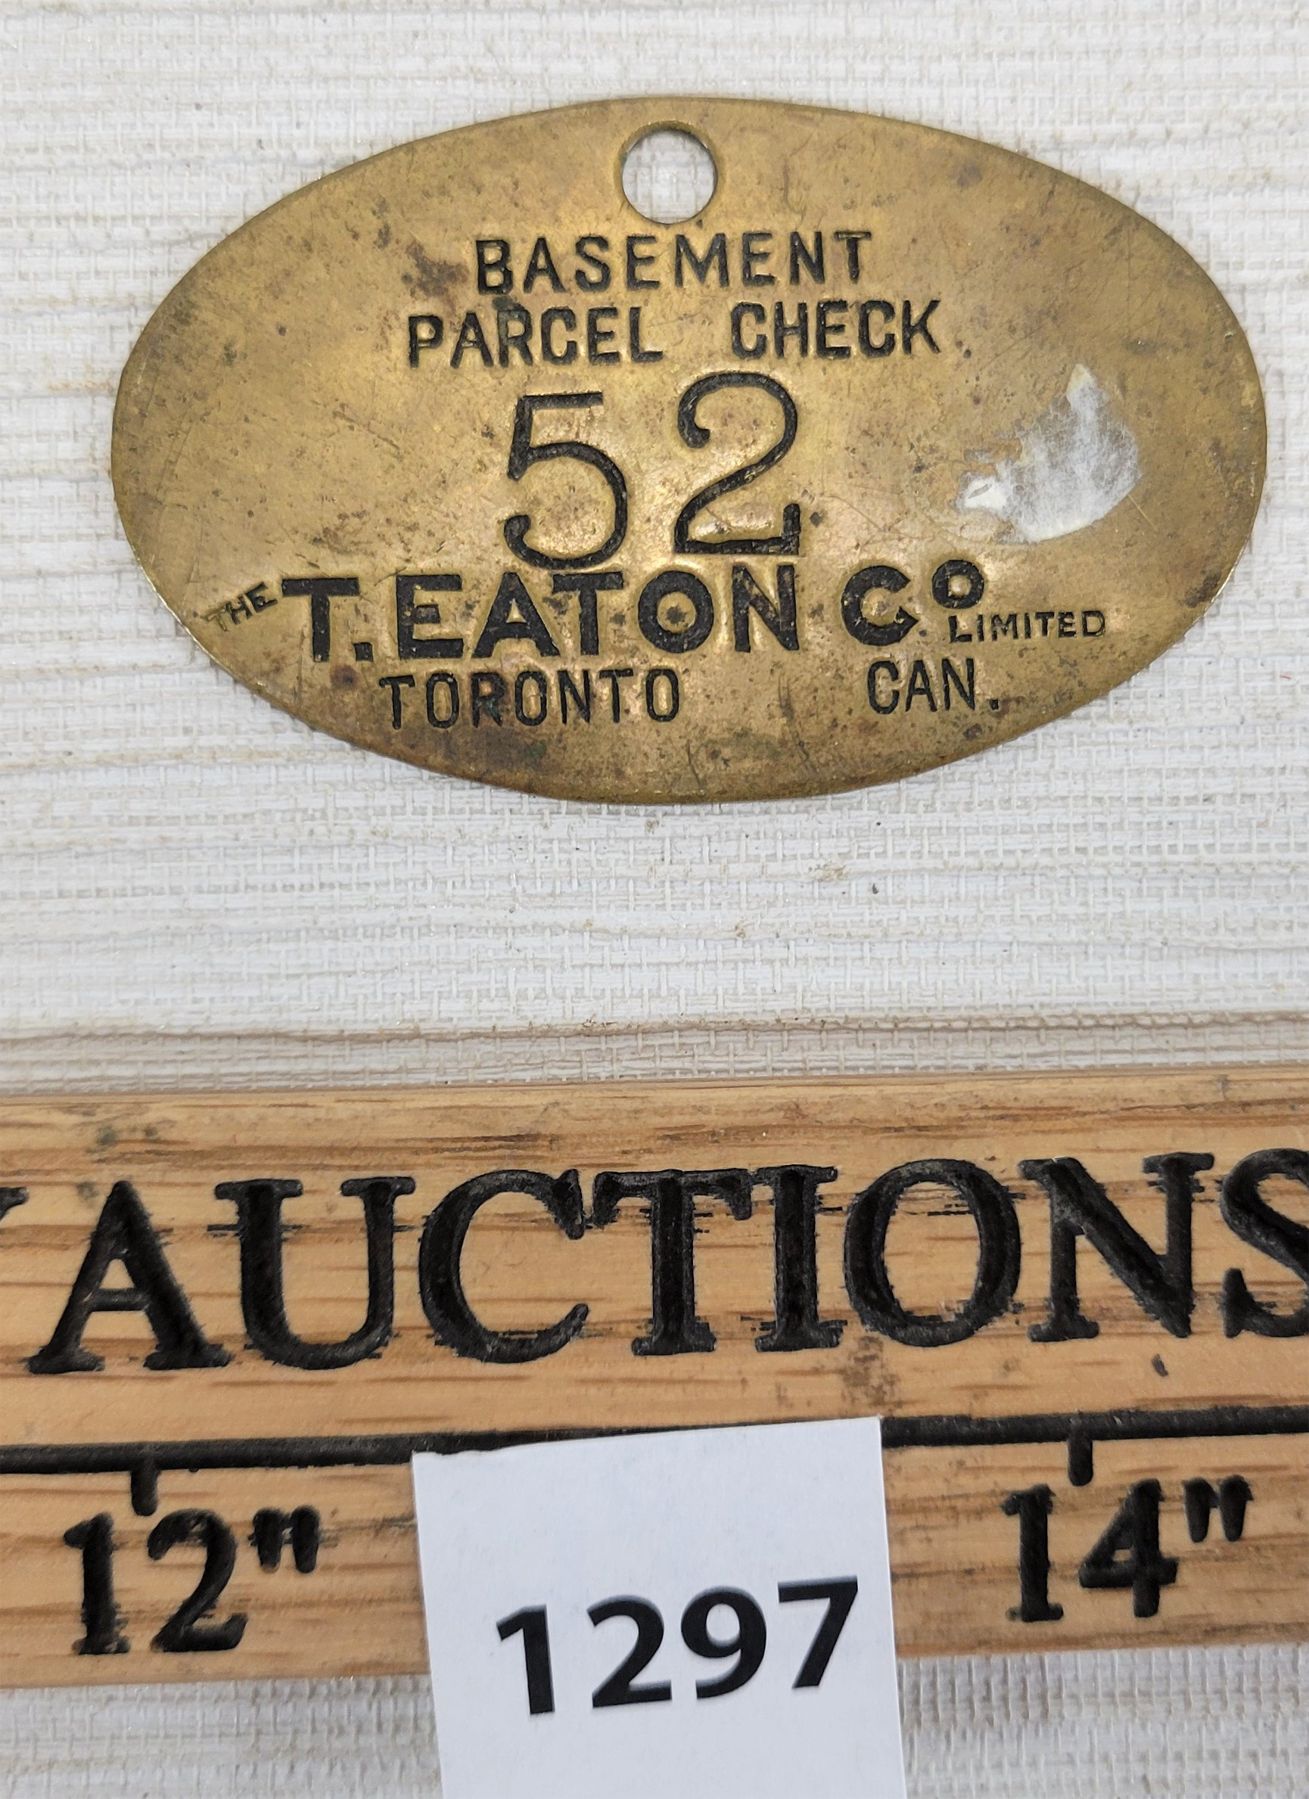 BASEMENT
PARCEL CHECK
52
THE T. EATON Co LIMITED
TORONTO CAN.
AUCTIONS
12" 14"
1297